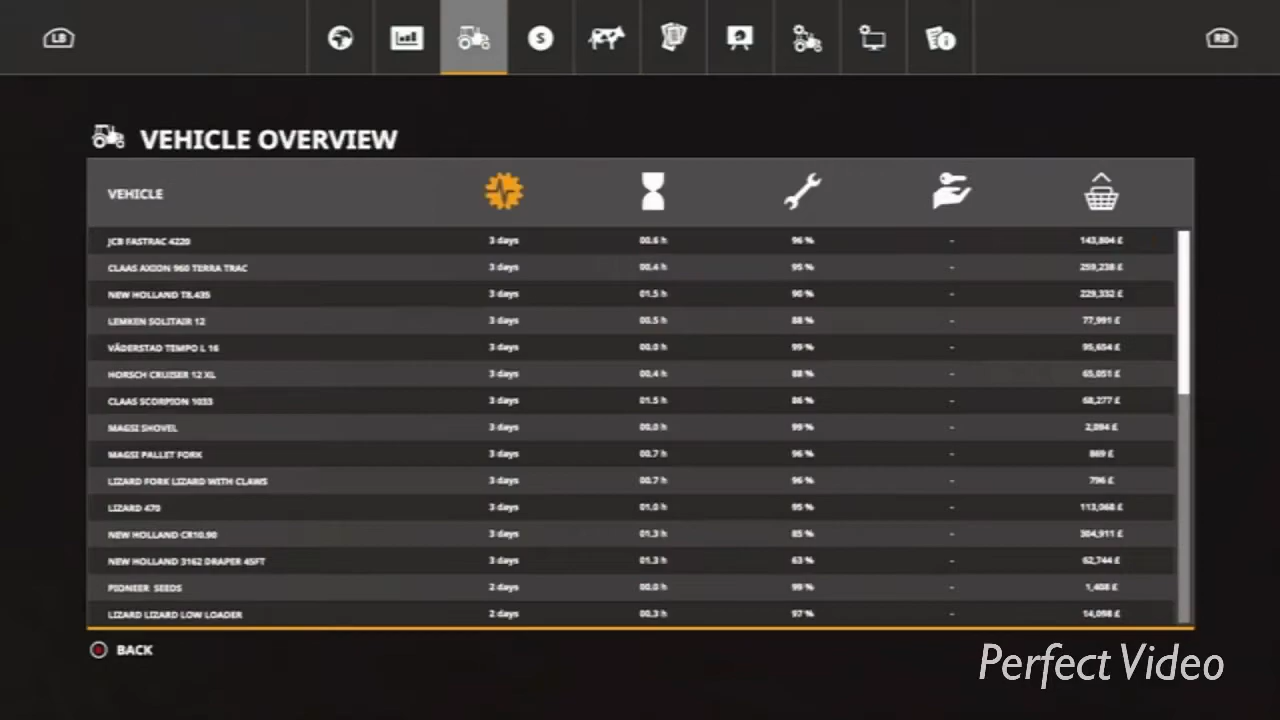 LB
RB
VEHICLE OVERVIEW
VEHICLE
JCB FASTRAC 4220 3 days 00.6 h 96 % - 143,804 £
CLAAS AXION 960 TERRA TRAC 3 days 00.4 h 95 % - 259,238 £
NEW HOLLAND T8.435 3 days 01.5 h 90 % - 229,332 £
LEMKEN SOLITAIR 12 3 days 00.5 h 88 % - 77,991 £
VÄDERSTAD TEMPO L 16 3 days 00.0 h 99 % - 95,654 £
HORSCH CRUISER 12 XL 3 days 00.4 h 88 % - 65,051 £
CLAAS SCORPION 1033 3 days 01.5 h 86 % - 68,277 £
MAGSI SHOVEL 3 days 00.0 h 99 % - 2,094 £
MAGSI PALLET FORK 3 days 00.7 h 96 % - 869 £
LIZARD FORK LIZARD WITH CLAWS 3 days 00.7 h 96 % - 796 £
LIZARD 470 3 days 01.0 h 95 % - 113,068 £
NEW HOLLAND CR10.90 3 days 01.3 h 85 % - 304,911 £
NEW HOLLAND 3162 DRAPER 45FT 3 days 01.3 h 63 % - 62,744 £
PIONEER SEEDS 2 days 00.0 h 99 % - 1,408 £
LIZARD LIZARD LOW LOADER 2 days 00.3 h 97 % - 14,098 £
BACK
Perfect Video